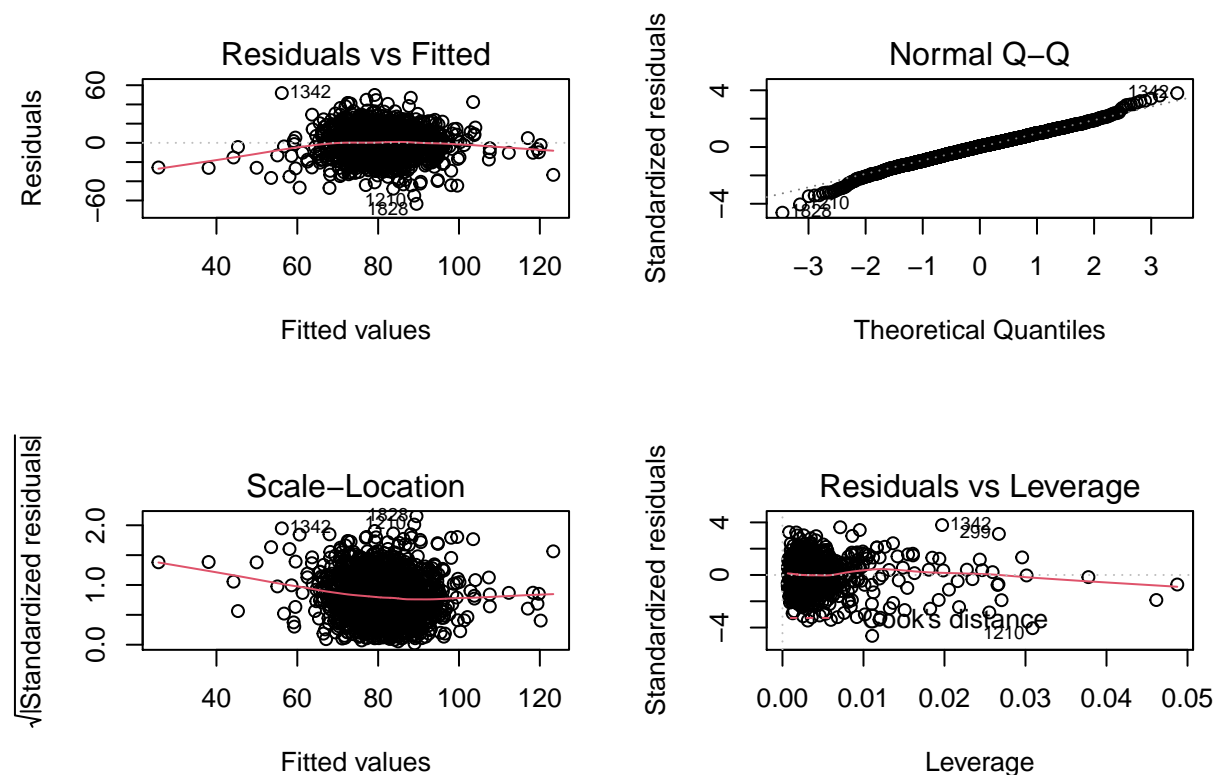 Residuals vs Fitted
Residuals
60
0
−60
1342
1210
1828
40 60 80 100 120
Fitted values
Normal Q−Q
Standardized residuals
4
0
−4
1342
1210
1828
−3 −2 −1 0 1 2 3
Theoretical Quantiles
Scale−Location
√|Standardized residuals|
2.0
1.0
0.0
1828
1210
1342
40 60 80 100 120
Fitted values
Residuals vs Leverage
Standardized residuals
4
0
−4
1342
299
Cook's distance
1210
0.00 0.01 0.02 0.03 0.04 0.05
Leverage